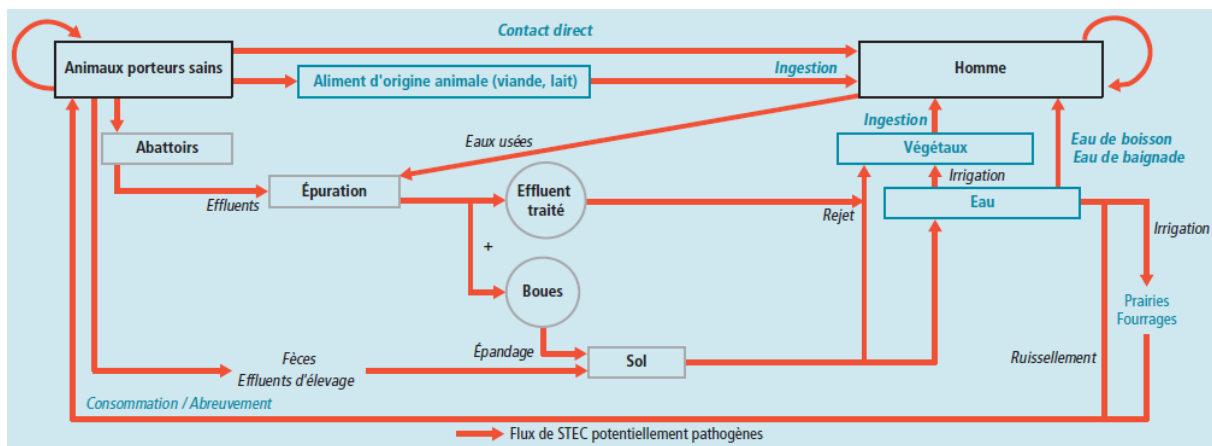 Contact direct
Animaux porteurs sains
Homme
Aliment d'origine animale (viande, lait)
Ingestion
Ingestion
Eau de boisson
Eau de baignade
Abattoirs
Eaux usées
Végétaux
Irrigation
Épuration
Effluents
Effluent
traité
Rejet
Eau
Irrigation
+
Boues
Prairies
Fourrages
Épandage
Fèces
Effluents d'élevage
Sol
Ruissellement
Consommation / Abreuvement
Flux de STEC potentiellement pathogènes